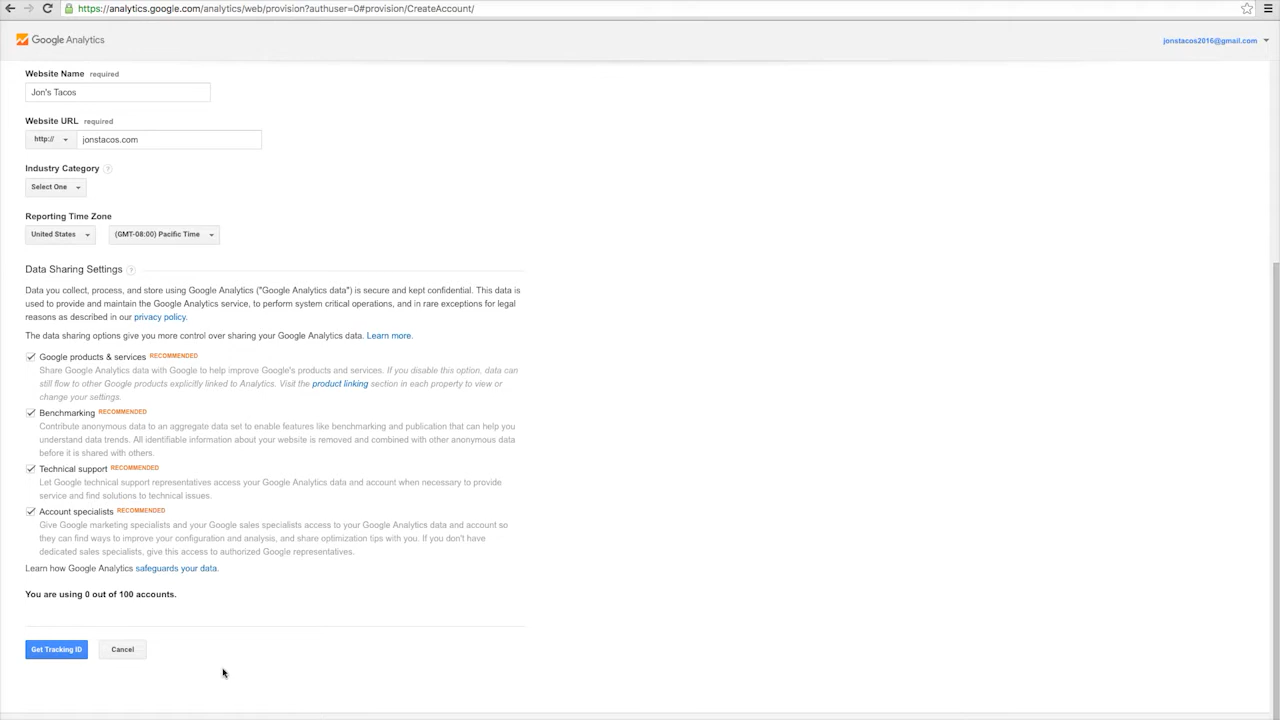 https://analytics.google.com/analytics/web/provision?authuser=0#provision/CreateAccount/
Google Analytics
jonstacos2016@gmail.com
Website Name required
Jon's Tacos
Website URL required
http:// jonstacos.com
Industry Category ?
Select One
Reporting Time Zone
United States (GMT-08:00) Pacific Time
Data Sharing Settings ?
Data you collect, process, and store using Google Analytics ("Google Analytics data") is secure and kept confidential. This data is
used to provide and maintain the Google Analytics service, to perform system critical operations, and in rare exceptions for legal
reasons as described in our privacy policy.
The data sharing options give you more control over sharing your Google Analytics data. Learn more.
Google products & services RECOMMENDED
Share Google Analytics data with Google to help improve Google's products and services. If you disable this option, data can
still flow to other Google products explicitly linked to Analytics. Visit the product linking section in each property to view or
change your settings.
Benchmarking RECOMMENDED
Contribute anonymous data to an aggregate data set to enable features like benchmarking and publication that can help you
understand data trends. All identifiable information about your website is removed and combined with other anonymous data
before it is shared with others.
Technical support RECOMMENDED
Let Google technical support representatives access your Google Analytics data and account when necessary to provide
service and find solutions to technical issues.
Account specialists RECOMMENDED
Give Google marketing specialists and your Google sales specialists access to your Google Analytics data and account so
they can find ways to improve your configuration and analysis, and share optimization tips with you. If you don't have
dedicated sales specialists, give this access to authorized Google representatives.
Learn how Google Analytics safeguards your data.
You are using 0 out of 100 accounts.
Get Tracking ID Cancel